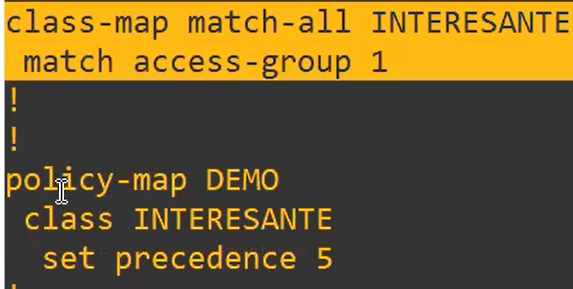 class-map match-all INTERESANTE
match access-group 1
!
!
policy-map DEMO
class INTERESANTE
set precedence 5
!